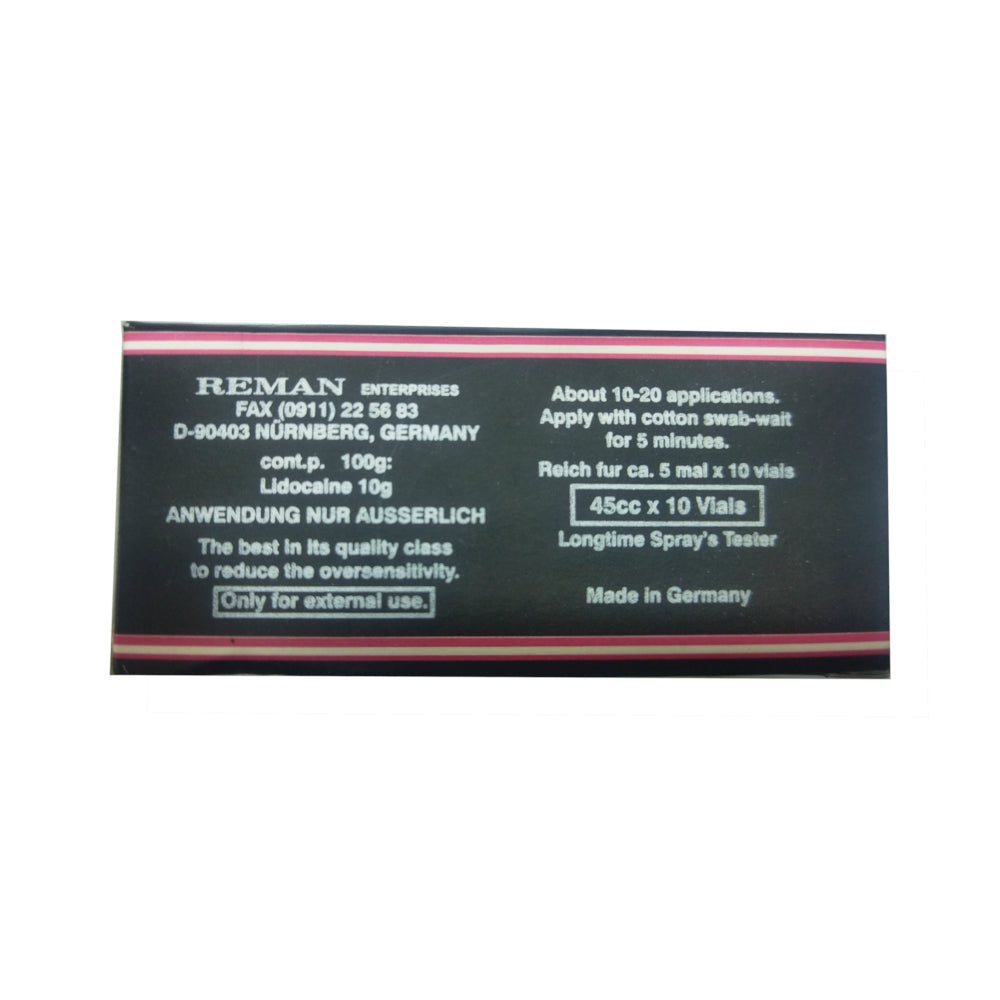 REMAN ENTERPRISES
FAX (0911) 22 56 83
D-90403 NÜRNBERG, GERMANY
cont.p. 100g:
Lidocaine 10g
ANWENDUNG NUR AUSSERLICH
The best in its quality class
to reduce the oversensitivity.
Only for external use.
About 10-20 applications.
Apply with cotton swab-wait
for 5 minutes.
Reich fur ca. 5 mal x 10 vials
45cc x 10 Vials
Longtime Spray's Tester
Made in Germany